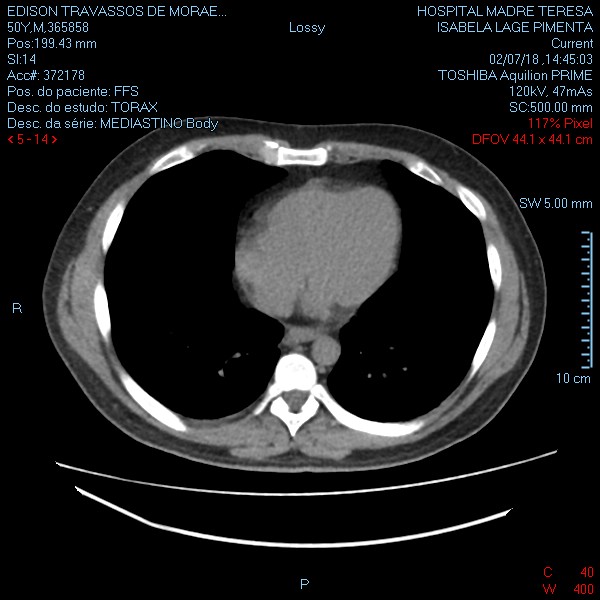 EDISON TRAVASSOS DE MORAE...
50Y,M,365858
Pos:199.43 mm
SI:14
Acc#: 372178
Pos. do paciente: FFS
Desc. do estudo: TORAX
Desc. da série: MEDIASTINO Body
< 5 - 14 >
Lossy
HOSPITAL MADRE TERESA
ISABELA LAGE PIMENTA
Current
02/07/18 ,14:45:03
TOSHIBA Aquilion PRIME
120kV, 47mAs
SC:500.00 mm
117% Pixel
DFOV 44.1 x 44.1 cm
SW 5.00 mm
R
10 cm
P
C 40
W 400